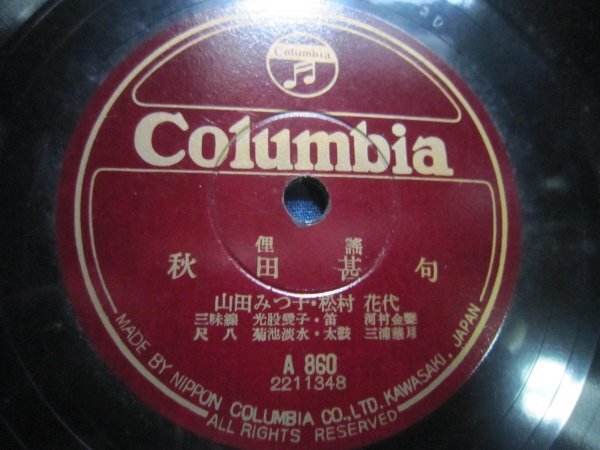 Columbia
Columbia
俚謠
秋田甚句
山田みつ子・松村 花代
三味線 光股愛子・笛 河村金聲
尺八 菊池淡水・太鼓 三浦蕪月
A 860
2211348
MADE BY NIPPON COLUMBIA CO., LTD. KAWASAKI, JAPAN
ALL RIGHTS RESERVED